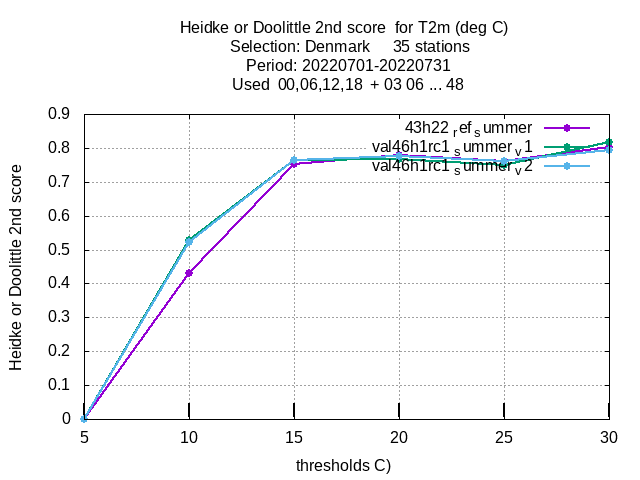 Heidke or Doolittle 2nd score  for T2m (deg C)
Selection: Denmark     35 stations
Period: 20220701-20220731
Used  00,06,12,18  + 03 06 ... 48
Heidke or Doolittle 2nd score
0.9
0.8
0.7
0.6
0.5
0.4
0.3
0.2
0.1
0
43h22_ref_summer
val46h1rc1_summer_v1
val46h1rc1_summer_v2
5 10 15 20 25 30
thresholds C)